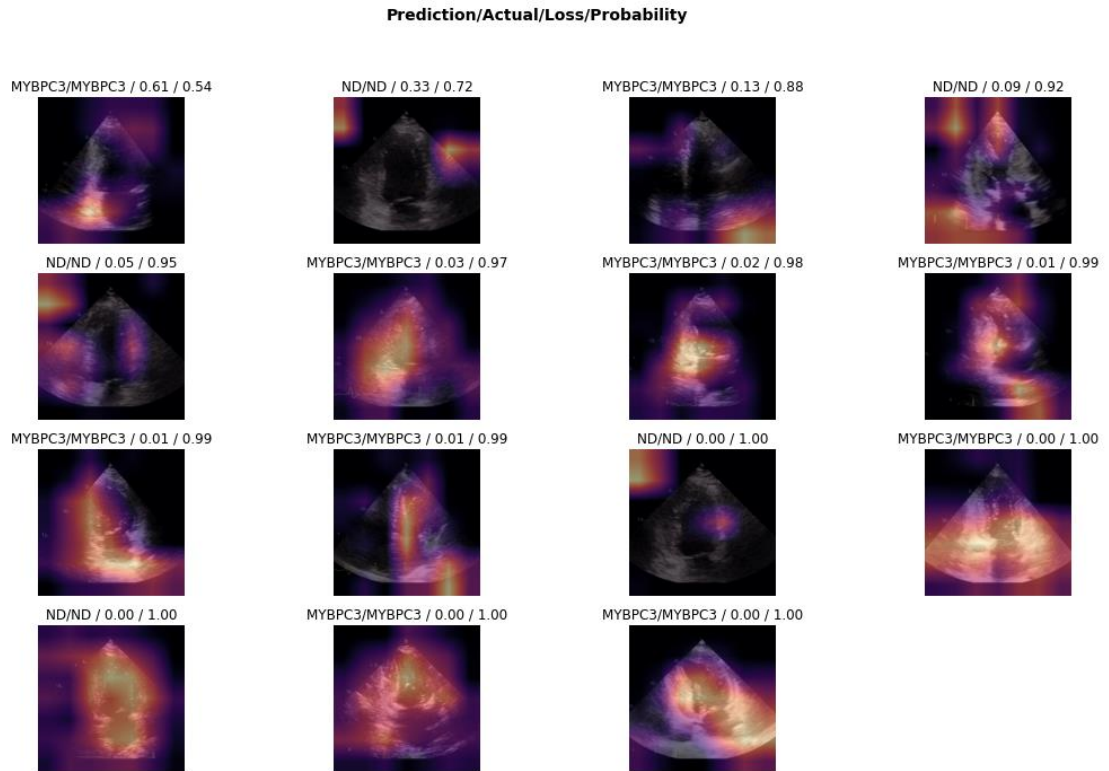 Prediction/Actual/Loss/Probability
MYBPC3/MYBPC3 / 0.61 / 0.54
ND/ND / 0.33 / 0.72
MYBPC3/MYBPC3 / 0.13 / 0.88
ND/ND / 0.09 / 0.92
ND/ND / 0.05 / 0.95
MYBPC3/MYBPC3 / 0.03 / 0.97
MYBPC3/MYBPC3 / 0.02 / 0.98
MYBPC3/MYBPC3 / 0.01 / 0.99
MYBPC3/MYBPC3 / 0.01 / 0.99
MYBPC3/MYBPC3 / 0.01 / 0.99
ND/ND / 0.00 / 1.00
MYBPC3/MYBPC3 / 0.00 / 1.00
ND/ND / 0.00 / 1.00
MYBPC3/MYBPC3 / 0.00 / 1.00
MYBPC3/MYBPC3 / 0.00 / 1.00